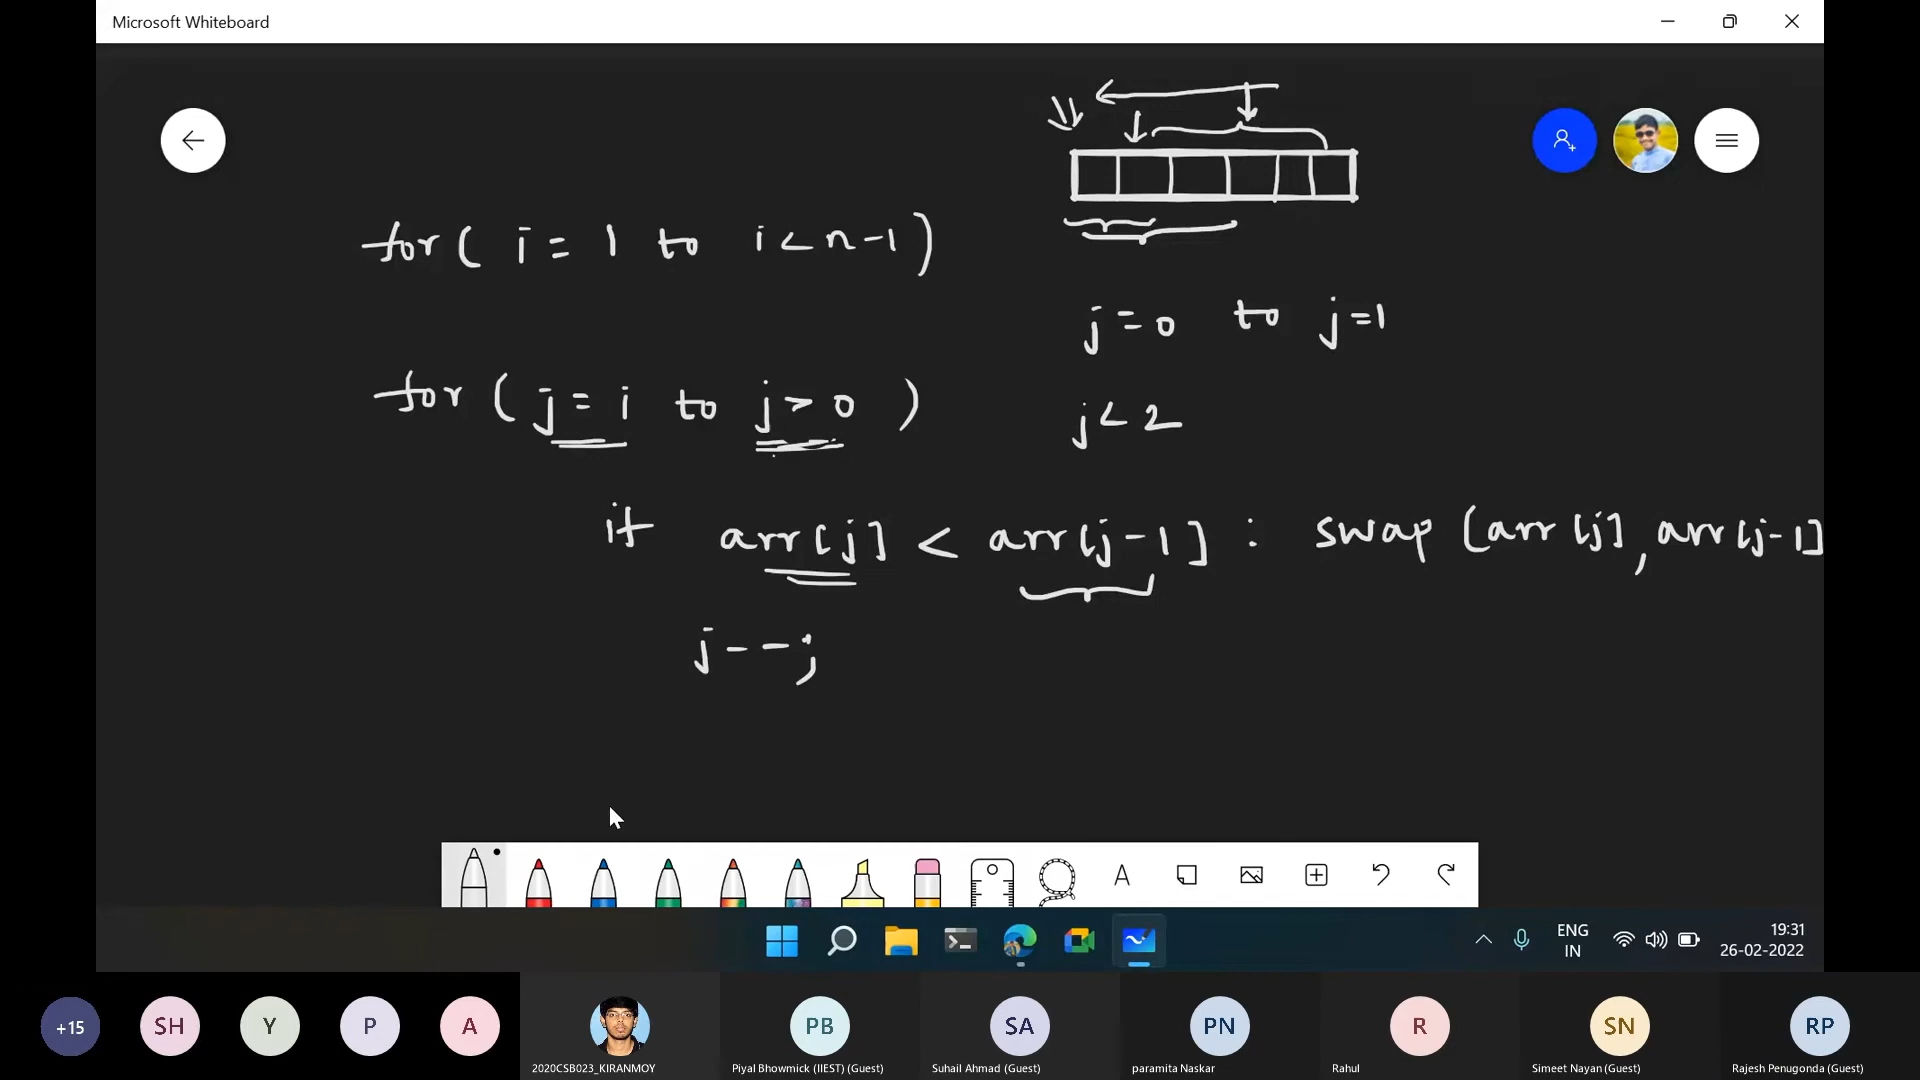 Microsoft Whiteboard
for ( i = 1 to i < n-1 )
j = 0 to j = 1
for ( j = i to j > 0 )
j < 2
if arr[j] < arr[j-1] : swap (arr[j], arr[j-1]
j--;
A
ENG
IN
19:31
26-02-2022
+15
SH
Y
P
A
PB
SA
PN
R
SN
RP
2020CSB023_KIRANMOY
Piyal Bhowmick (IIEST) (Guest)
Suhail Ahmad (Guest)
paramita Naskar
Rahul
Simeet Nayan (Guest)
Rajesh Penugonda (Guest)